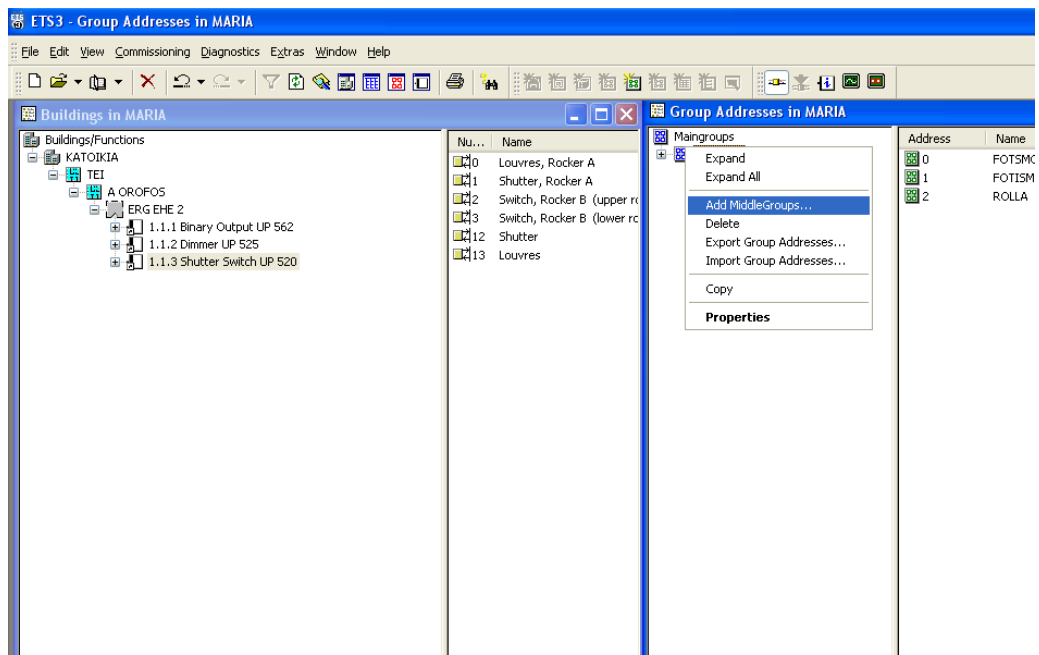 ETS3 - Group Addresses in MARIA
File Edit View Commissioning Diagnostics Extras Window Help
Buildings in MARIA
Buildings/Functions
KATOIKIA
TEI
A OROFOS
ERG EHE 2
1.1.1 Binary Output UP 562
1.1.2 Dimmer UP 525
1.1.3 Shutter Switch UP 520
Nu... Name
0 Louvres, Rocker A
1 Shutter, Rocker A
2 Switch, Rocker B (upper ro
3 Switch, Rocker B (lower ro
12 Shutter
13 Louvres
Group Addresses in MARIA
Maingroups
Expand
Expand All
Add MiddleGroups...
Delete
Export Group Addresses...
Import Group Addresses...
Copy
Properties
Address Name
0 FOTSMO
1 FOTISM
2 ROLLA